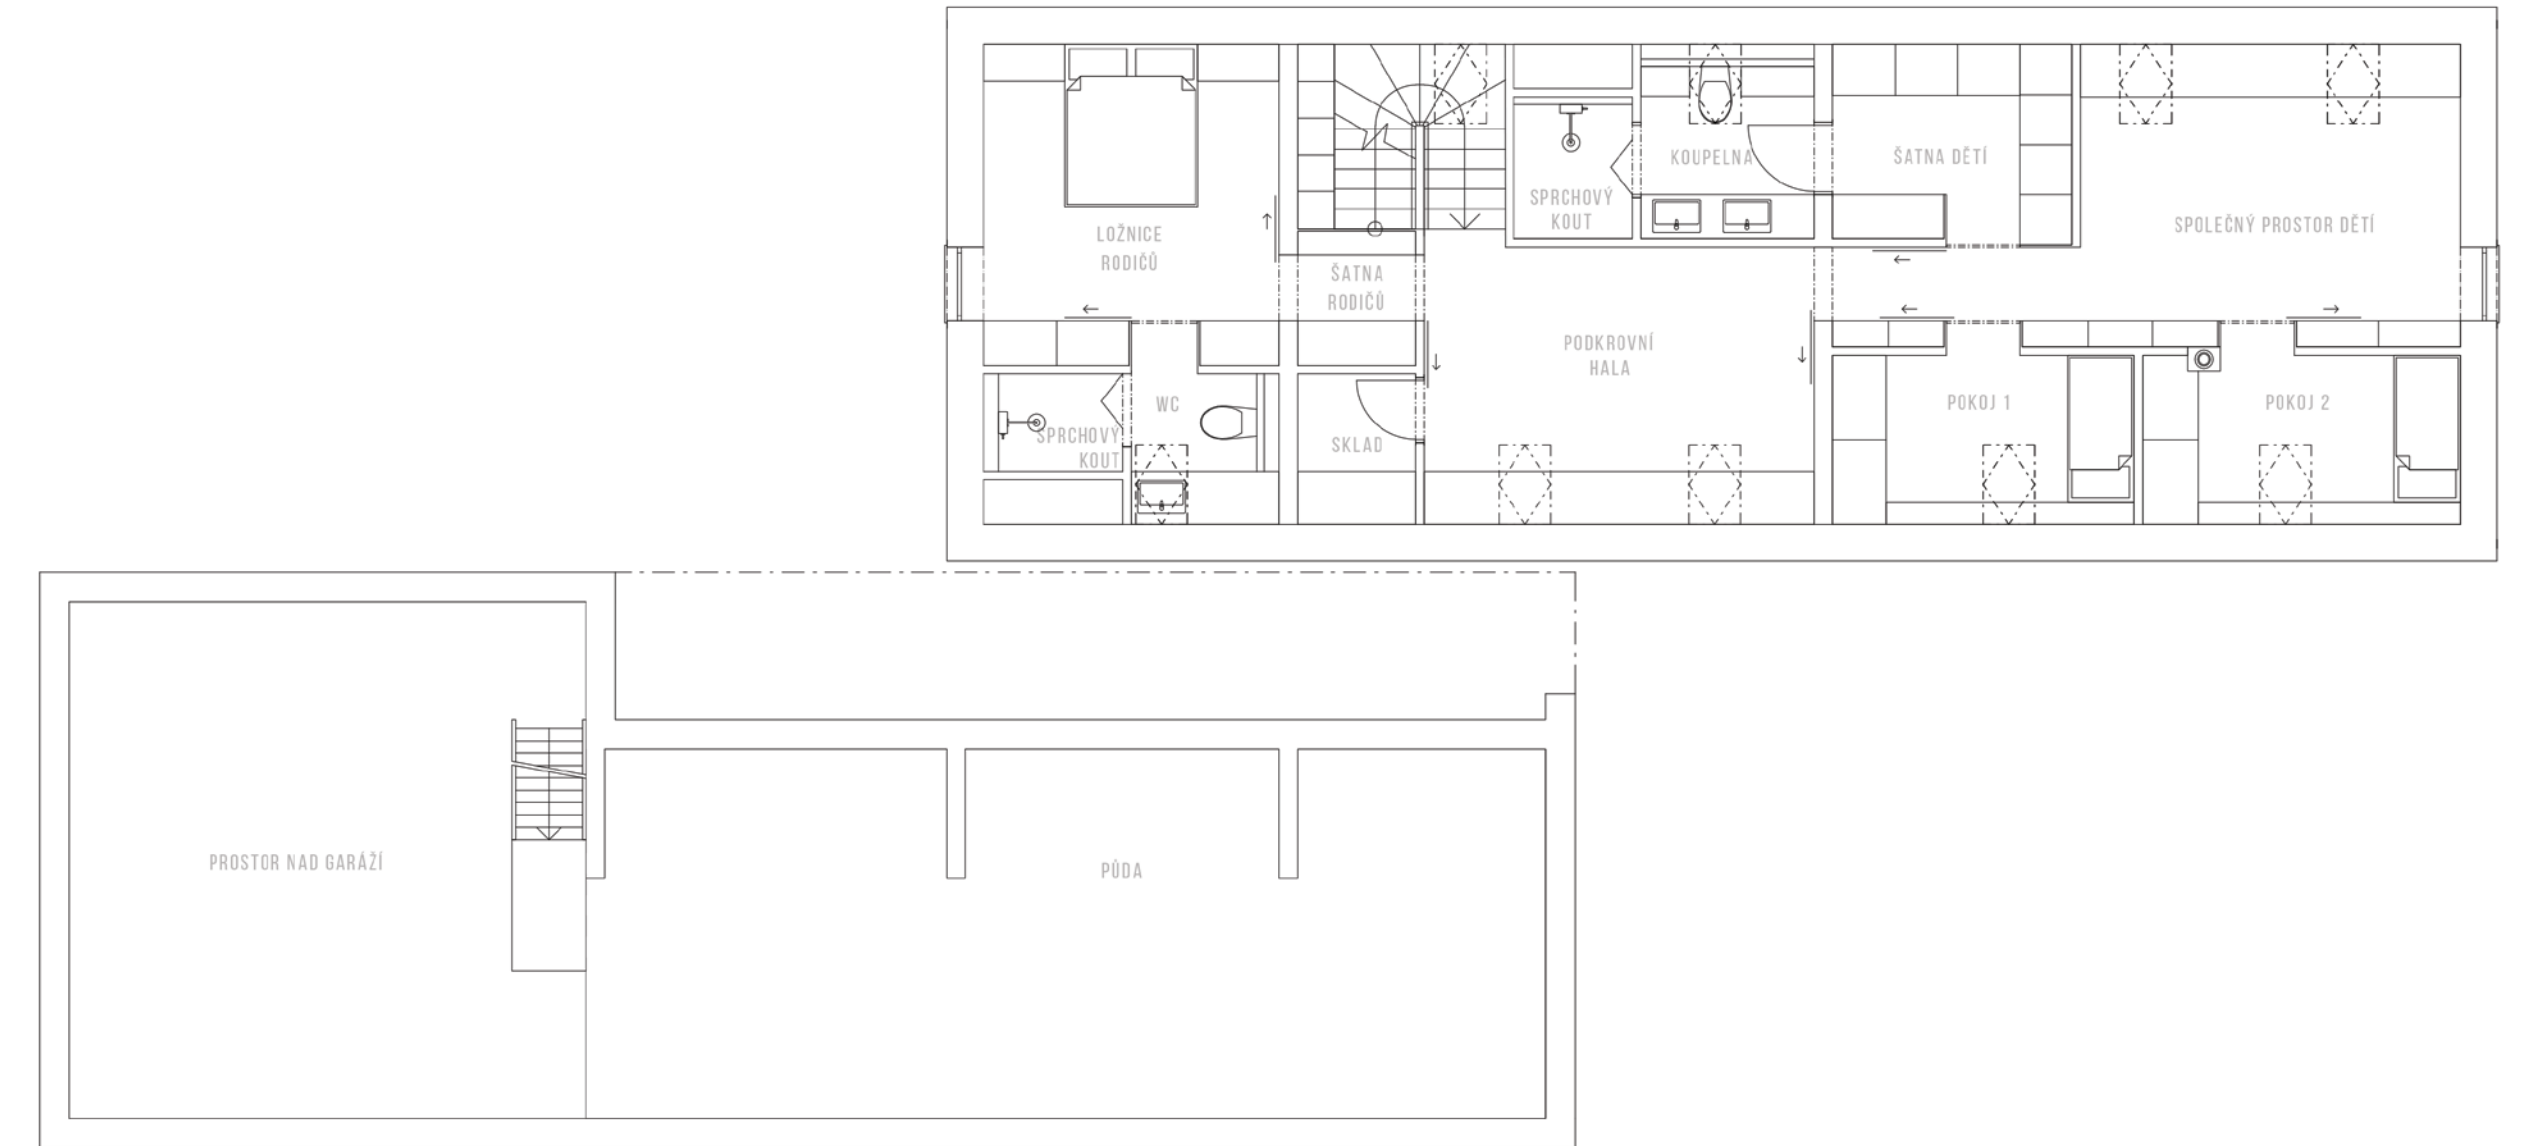 KOUPELNA
ŠATNA DĚTÍ
SPRCHOVÝ
KOUT
SPOLEČNÝ PROSTOR DĚTÍ
LOŽNICE
RODIČŮ
ŠATNA
RODIČŮ
PODKROVNÍ
HALA
WC
POKOJ 1
POKOJ 2
SPRCHOVÝ
KOUT
SKLAD
PROSTOR NAD GARÁŽÍ
PŮDA